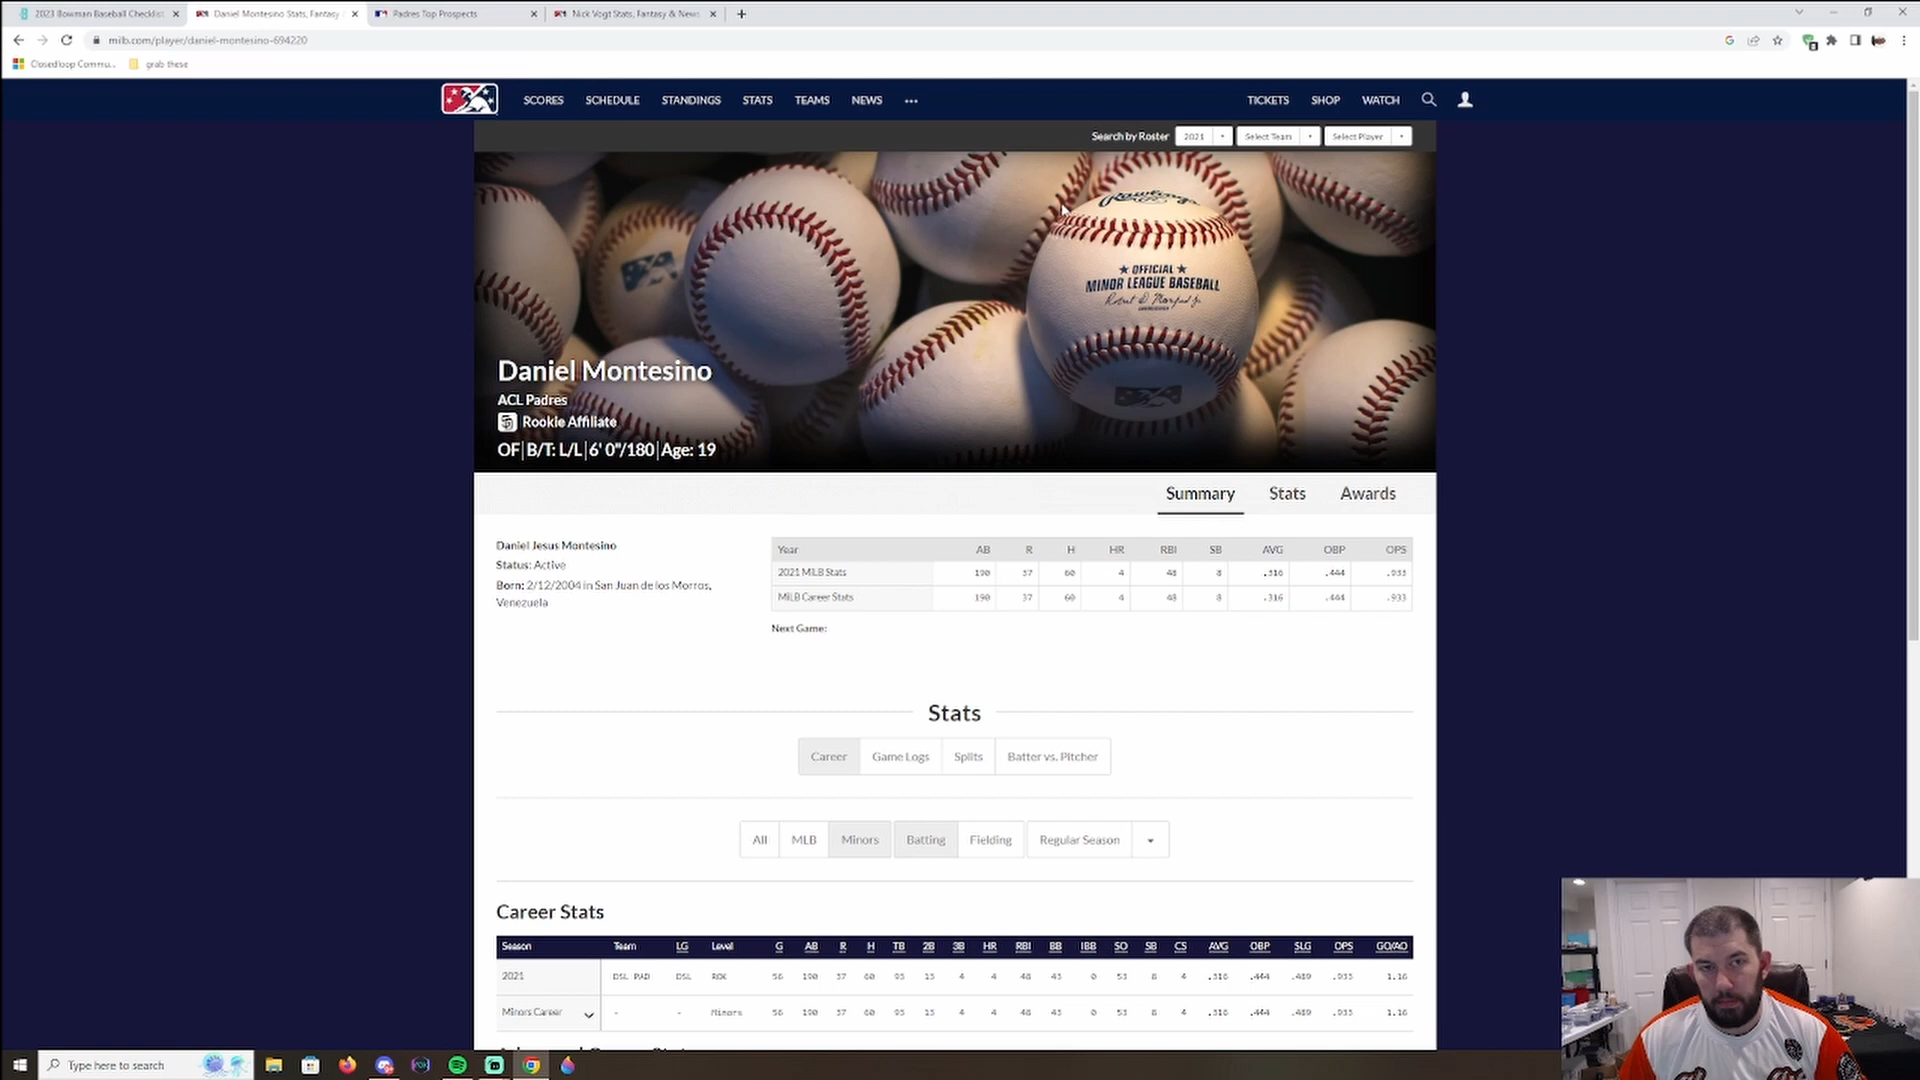 2023 Bowman Baseball Checklist
Daniel Montesino Stats, Fantasy
Padres Top Prospects
Nick Vogt Stats, Fantasy & News
milb.com/player/daniel-montesino-694220
Closedloop Commu...
grab these
SCORES SCHEDULE STANDINGS STATS TEAMS NEWS ... TICKETS SHOP WATCH
Search by Roster 2021 Select Team Select Player
Rawlings
★ OFFICIAL ★
MINOR LEAGUE BASEBALL
Daniel Montesino
ACL Padres
Rookie Affiliate
OF|B/T: L/L|6' 0"/180|Age: 19
Summary Stats Awards
Daniel Jesus Montesino
Status: Active
Born: 2/12/2004 in San Juan de los Morros,
Venezuela
Year AB R H HR RBI SB AVG OBP OPS
2021 MiLB Stats 190 37 60 4 48 8 .316 .444 .933
MiLB Career Stats 190 37 60 4 48 8 .316 .444 .933
Next Game:
Stats
Career Game Logs Splits Batter vs. Pitcher
All MLB Minors Batting Fielding Regular Season
Career Stats
Season Team LG Level G AB R H TB 2B 3B HR RBI BB IBB SO SB CS AVG OBP SLG OPS GO/AO
2021 DSL PAD DSL ROK 56 190 37 60 93 13 4 4 48 43 0 53 8 4 .316 .444 .489 .933 1.16
Minors Career - - Minors 56 190 37 60 93 13 4 4 48 43 0 53 8 4 .316 .444 .489 .933 1.16
Type here to search